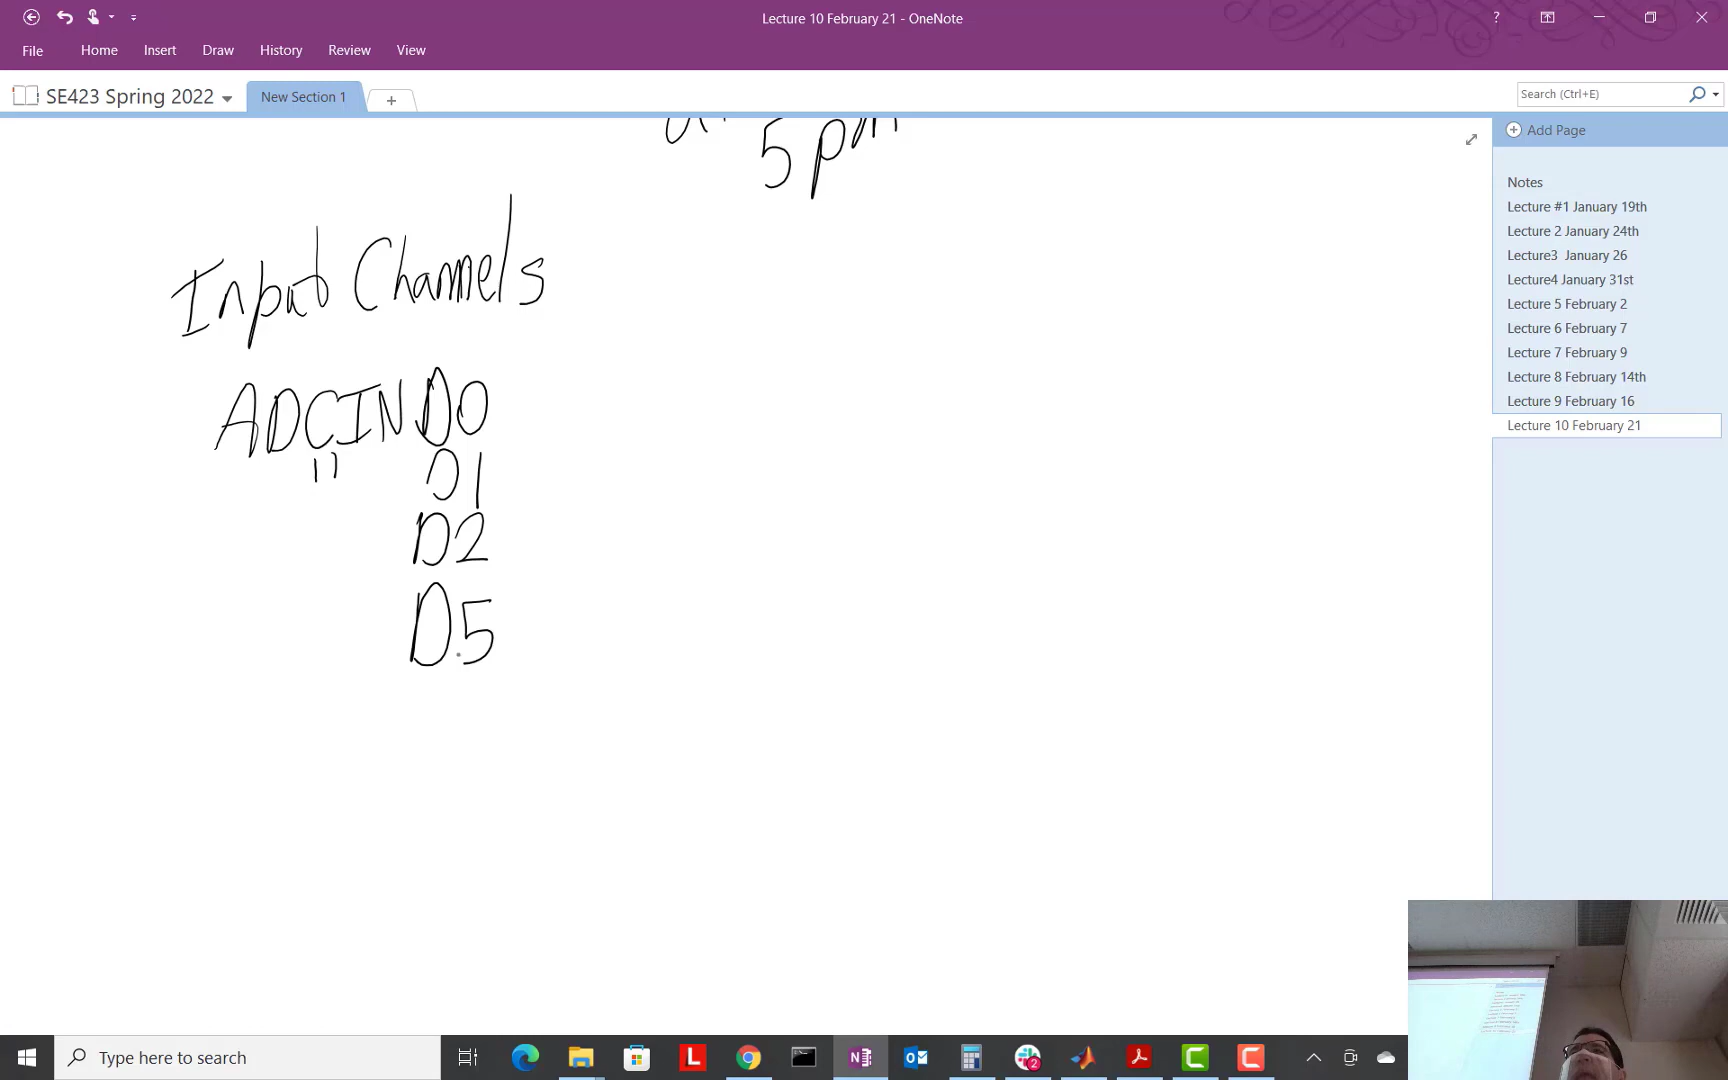 Lecture 10 February 21 - OneNote
?
File
Home
Insert
Draw
History
Review
View
SE423 Spring 2022
New Section 1
+
Search (Ctrl+E)
Add Page
Notes
Lecture #1 January 19th
Lecture 2 January 24th
Lecture3 January 26
Lecture4 January 31st
Lecture 5 February 2
Lecture 6 February 7
Lecture 7 February 9
Lecture 8 February 14th
Lecture 9 February 16
Lecture 10 February 21
5
Input Channels
ADCIND0
" D1
D2
D5
Type here to search
L
N
2
C
C